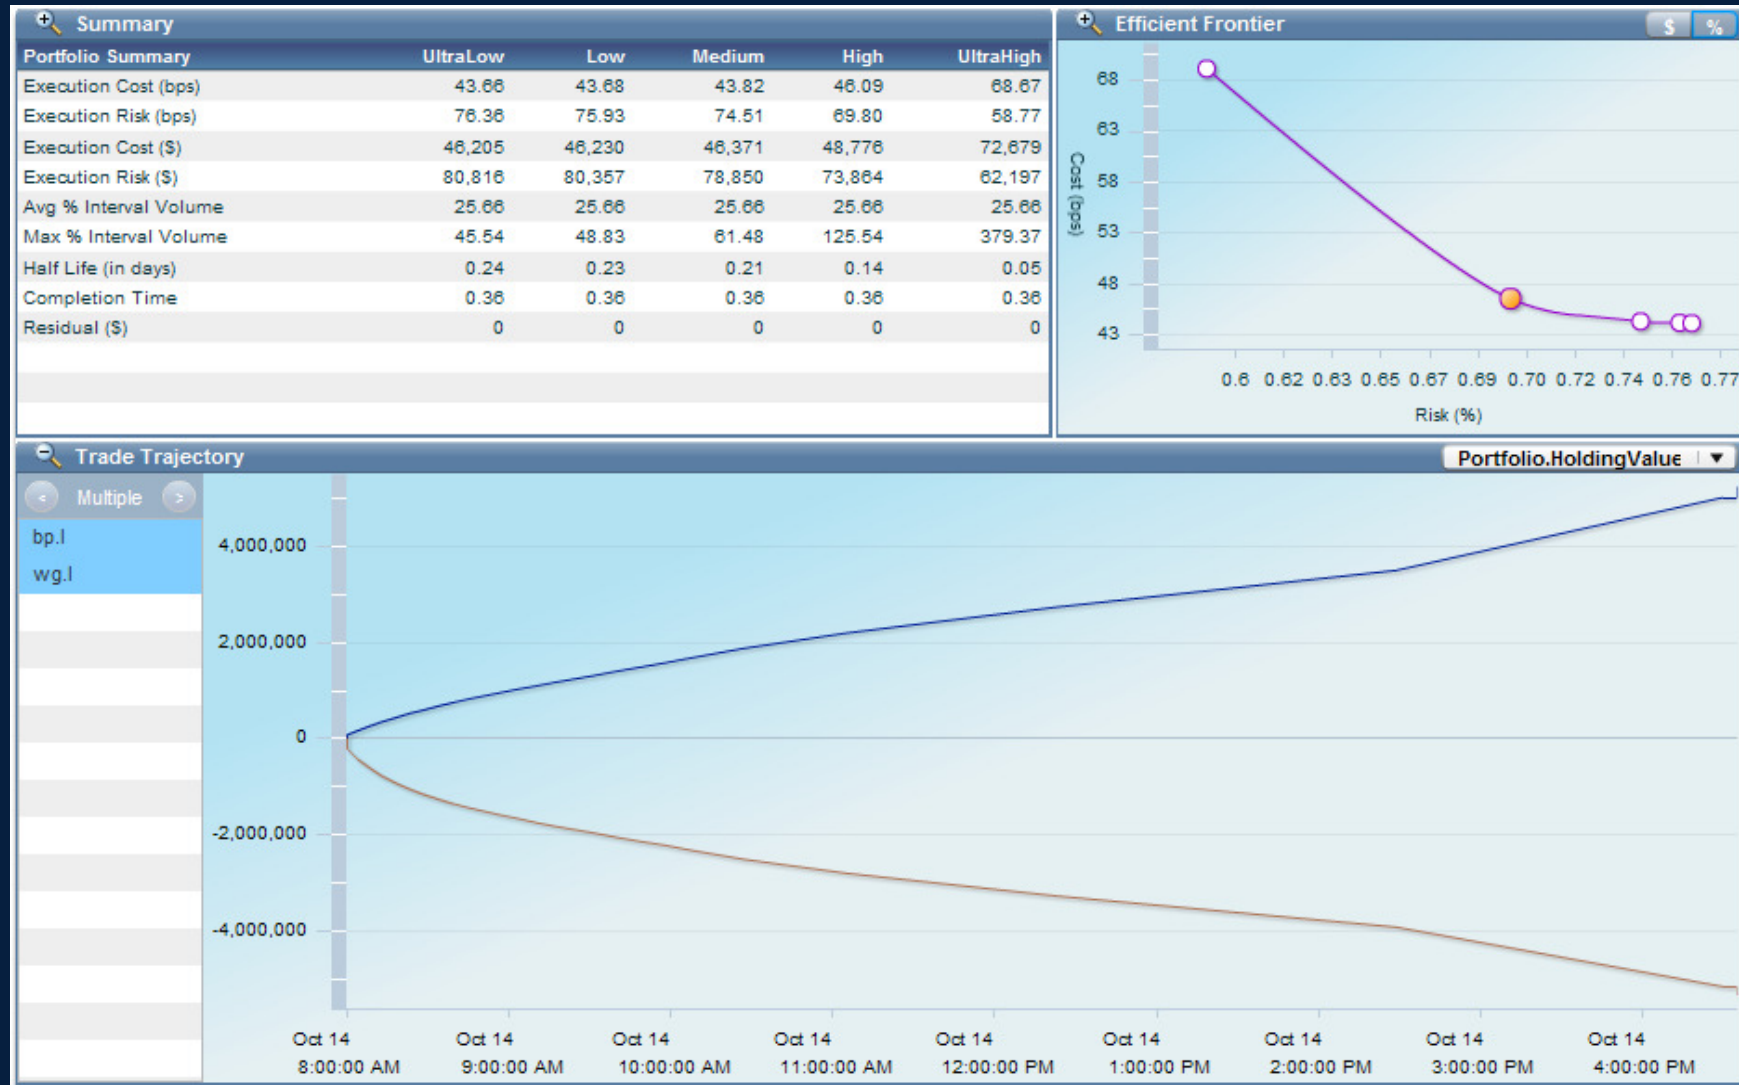 Summary
Portfolio Summary UltraLow Low Medium High UltraHigh
Execution Cost (bps) 43.66 43.68 43.82 46.09 68.67
Execution Risk (bps) 76.36 75.93 74.51 69.80 58.77
Execution Cost ($) 46,205 46,230 46,371 48,776 72,679
Execution Risk ($) 80,816 80,357 78,850 73,864 62,197
Avg % Interval Volume 25.66 25.66 25.66 25.66 25.66
Max % Interval Volume 45.54 48.83 61.48 125.54 379.37
Half Life (in days) 0.24 0.23 0.21 0.14 0.05
Completion Time 0.36 0.36 0.36 0.36 0.36
Residual ($) 0 0 0 0 0
Efficient Frontier $ %
68
63
58
53
48
43
Cost (bps)
0.6 0.62 0.63 0.65 0.67 0.69 0.70 0.72 0.74 0.76 0.77
Risk (%)
Trade Trajectory Portfolio.HoldingValue
< Multiple >
bp.l
wg.l
4,000,000
2,000,000
0
-2,000,000
-4,000,000
Oct 14 Oct 14 Oct 14 Oct 14 Oct 14 Oct 14 Oct 14 Oct 14 Oct 14
8:00:00 AM 9:00:00 AM 10:00:00 AM 11:00:00 AM 12:00:00 PM 1:00:00 PM 2:00:00 PM 3:00:00 PM 4:00:00 PM